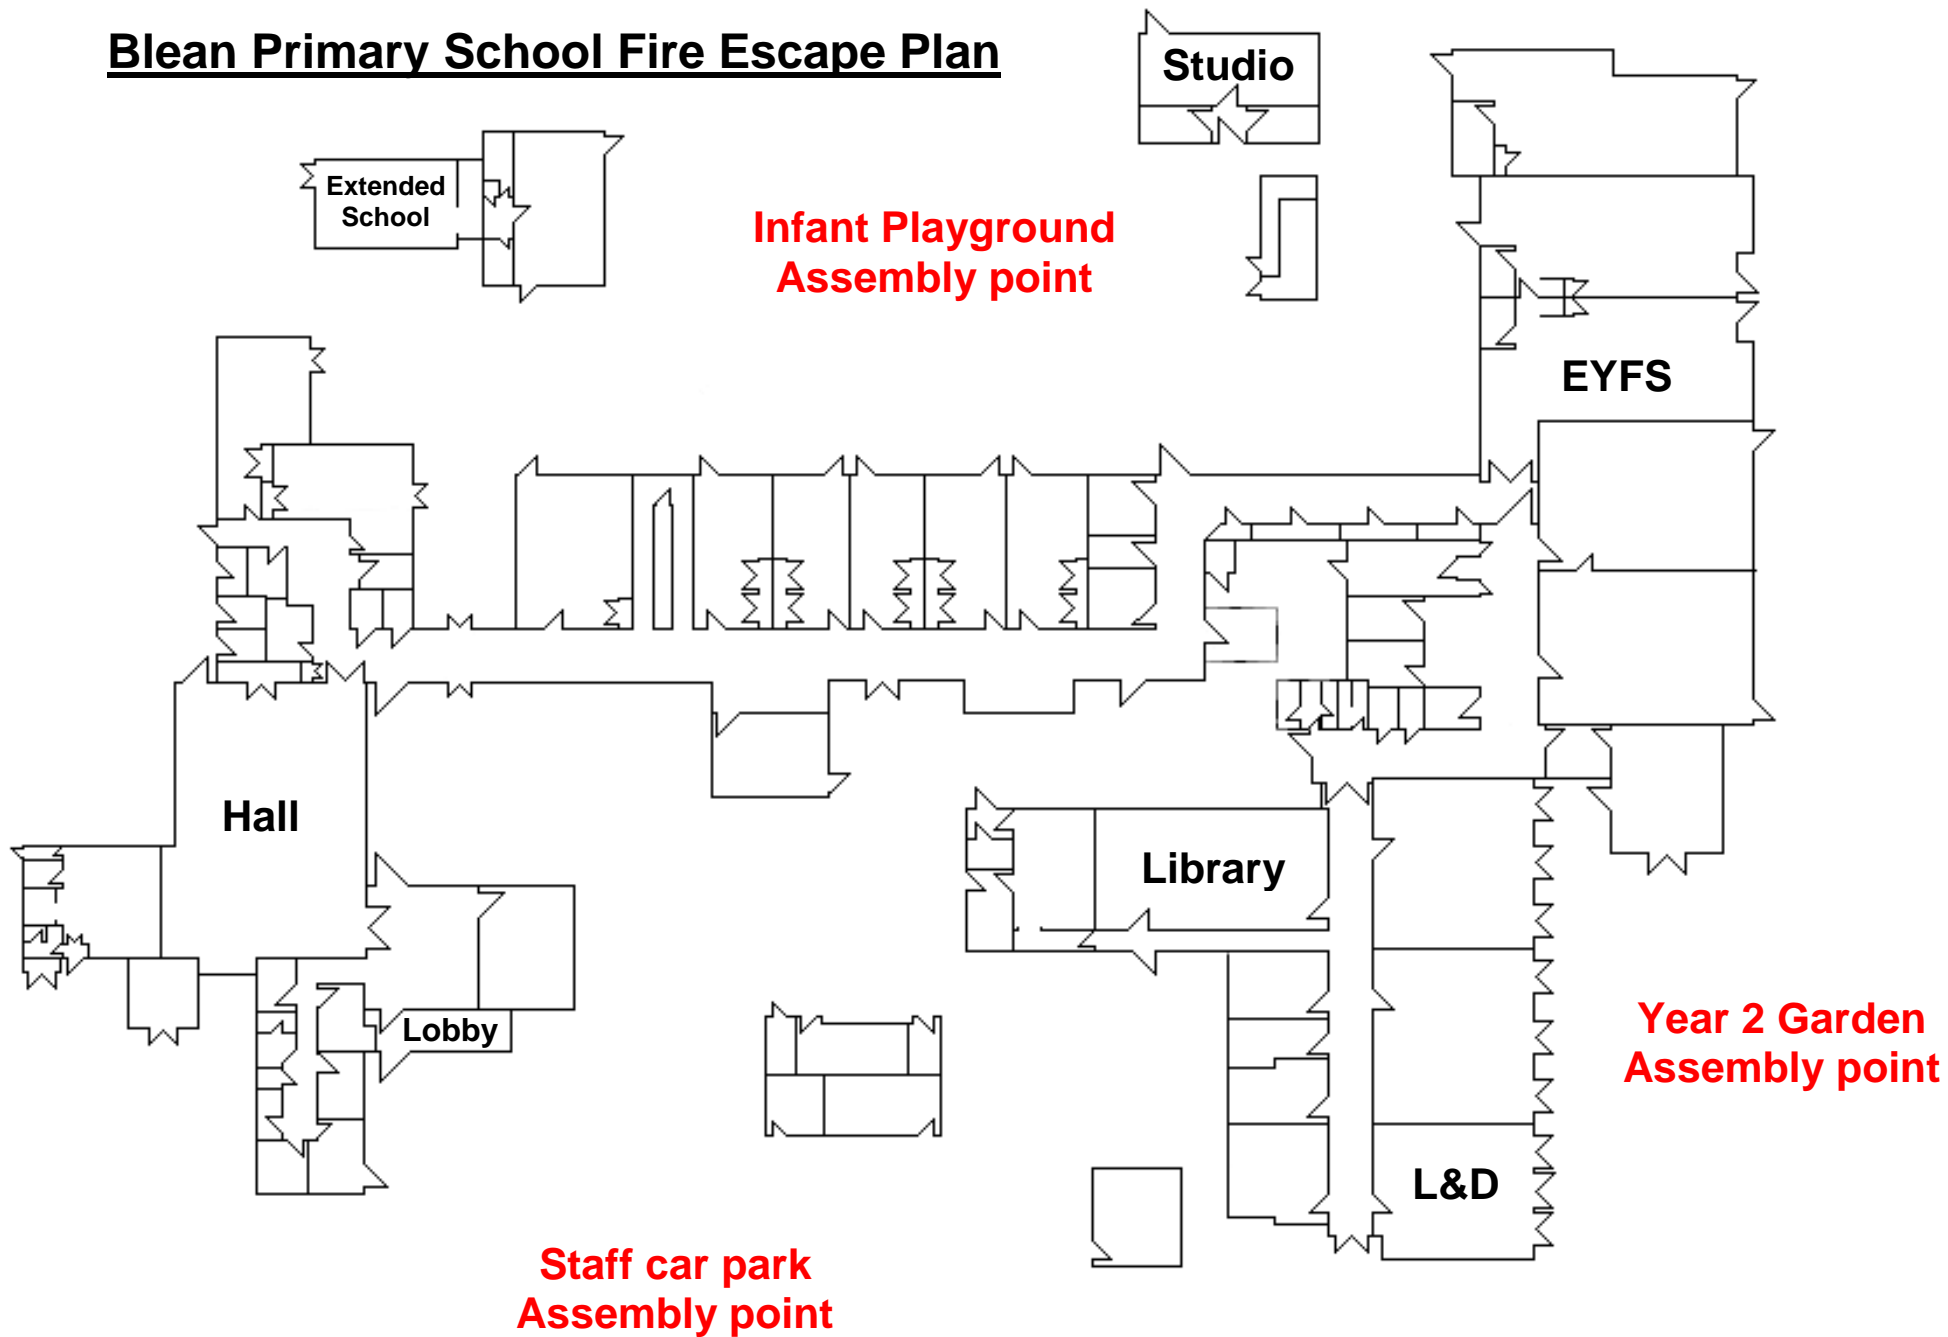 Blean Primary School Fire Escape Plan
Studio
Extended
School
Infant Playground
Assembly point
EYFS
Hall
Library
Lobby
Year 2 Garden
Assembly point
L&D
Staff car park
Assembly point